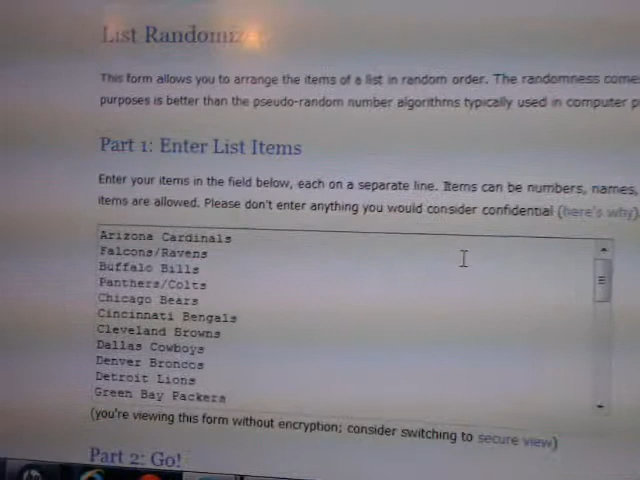 List Randomizer
This form allows you to arrange the items of a list in random order. The randomness come
purposes is better than the pseudo-random number algorithms typically used in computer p
Part 1: Enter List Items
Enter your items in the field below, each on a separate line. Items can be numbers, names,
items are allowed. Please don't enter anything you would consider confidential (here's why)
Arizona Cardinals
Falcons/Ravens
Buffalo Bills
Panthers/Colts
Chicago Bears
Cincinnati Bengals
Cleveland Browns
Dallas Cowboys
Denver Broncos
Detroit Lions
Green Bay Packers
(you're viewing this form without encryption; consider switching to secure view)
Part 2: Go!